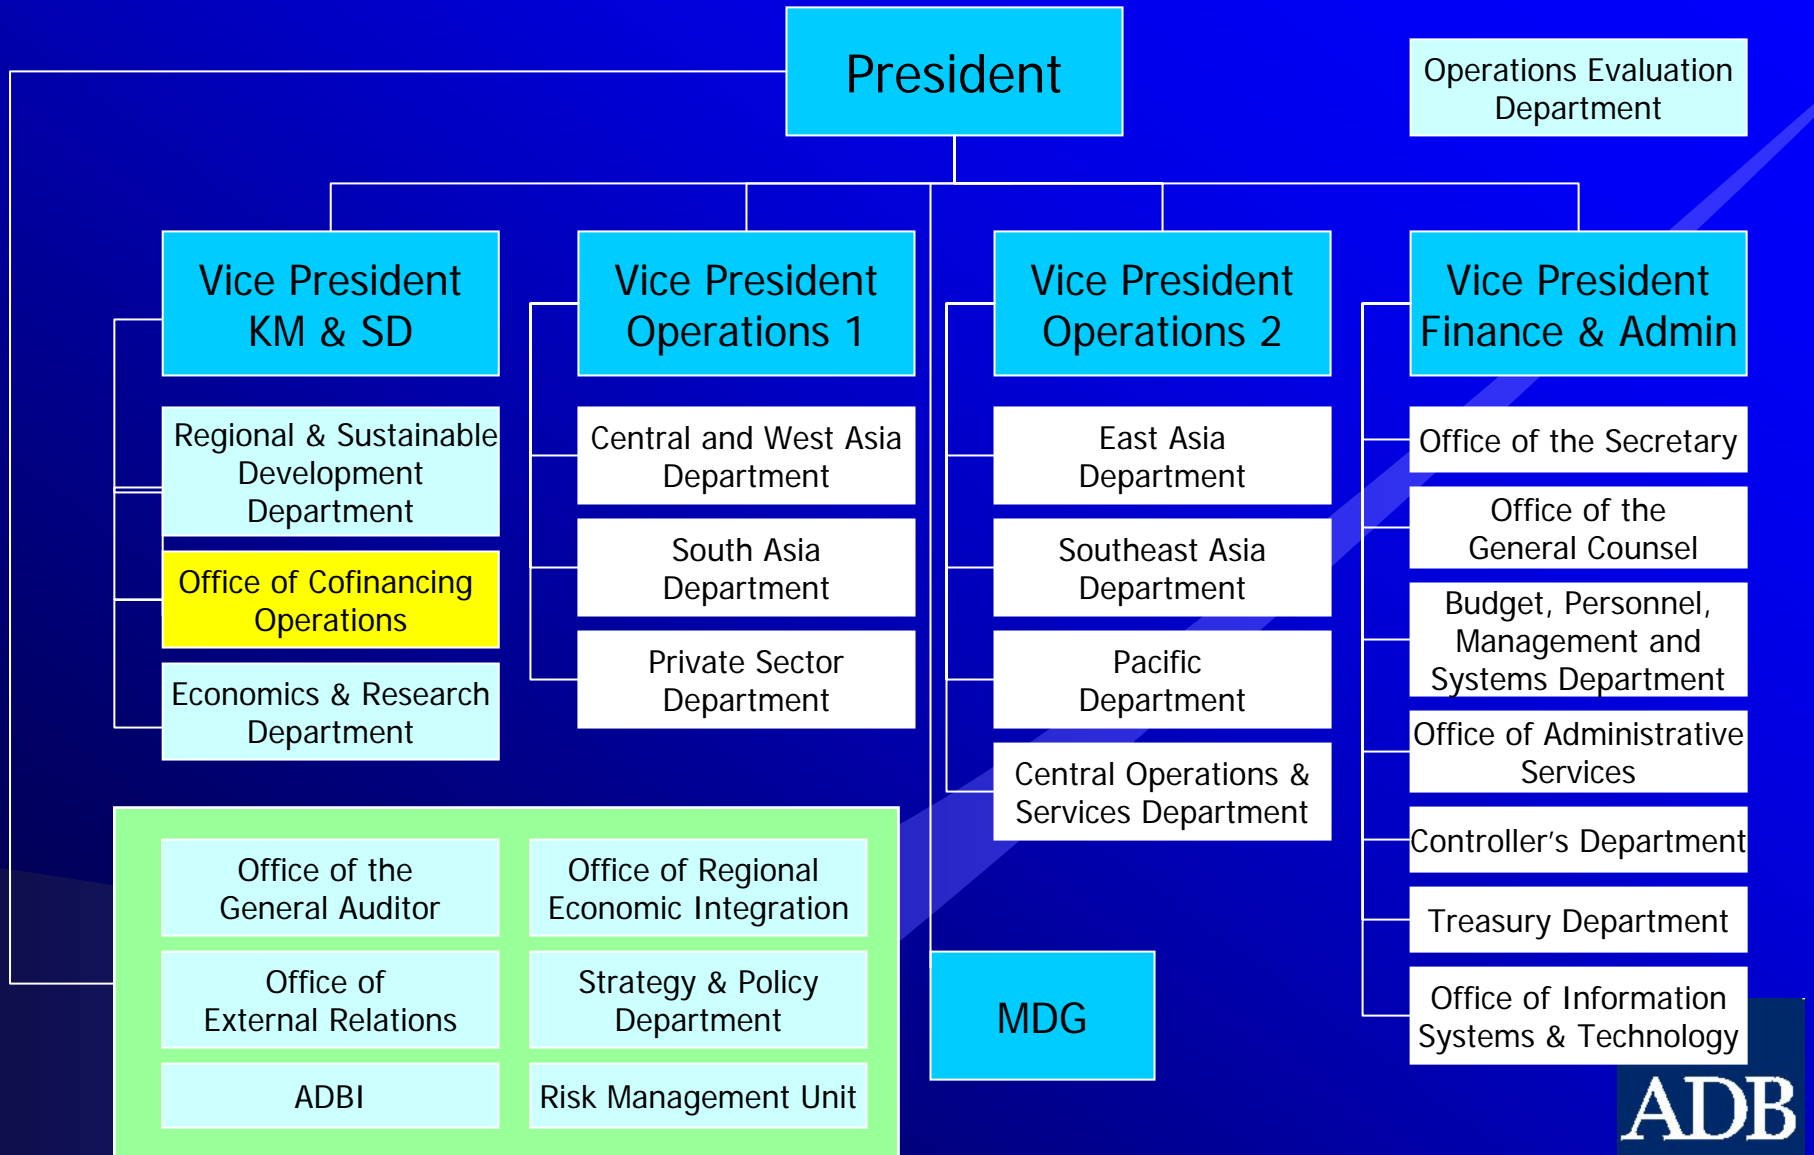 President
Operations Evaluation
Department
Vice President
KM & SD
Vice President
Operations 1
Vice President
Operations 2
Vice President
Finance & Admin
Regional & Sustainable
Development
Department
Office of Cofinancing
Operations
Economics & Research
Department
Central and West Asia
Department
South Asia
Department
Private Sector
Department
East Asia
Department
Southeast Asia
Department
Pacific
Department
Central Operations &
Services Department
Office of the Secretary
Office of the
General Counsel
Budget, Personnel,
Management and
Systems Department
Office of Administrative
Services
Controller’s Department
Treasury Department
Office of Information
Systems & Technology
Office of the
General Auditor
Office of Regional
Economic Integration
Office of
External Relations
Strategy & Policy
Department
ADBI
Risk Management Unit
MDG
ADB